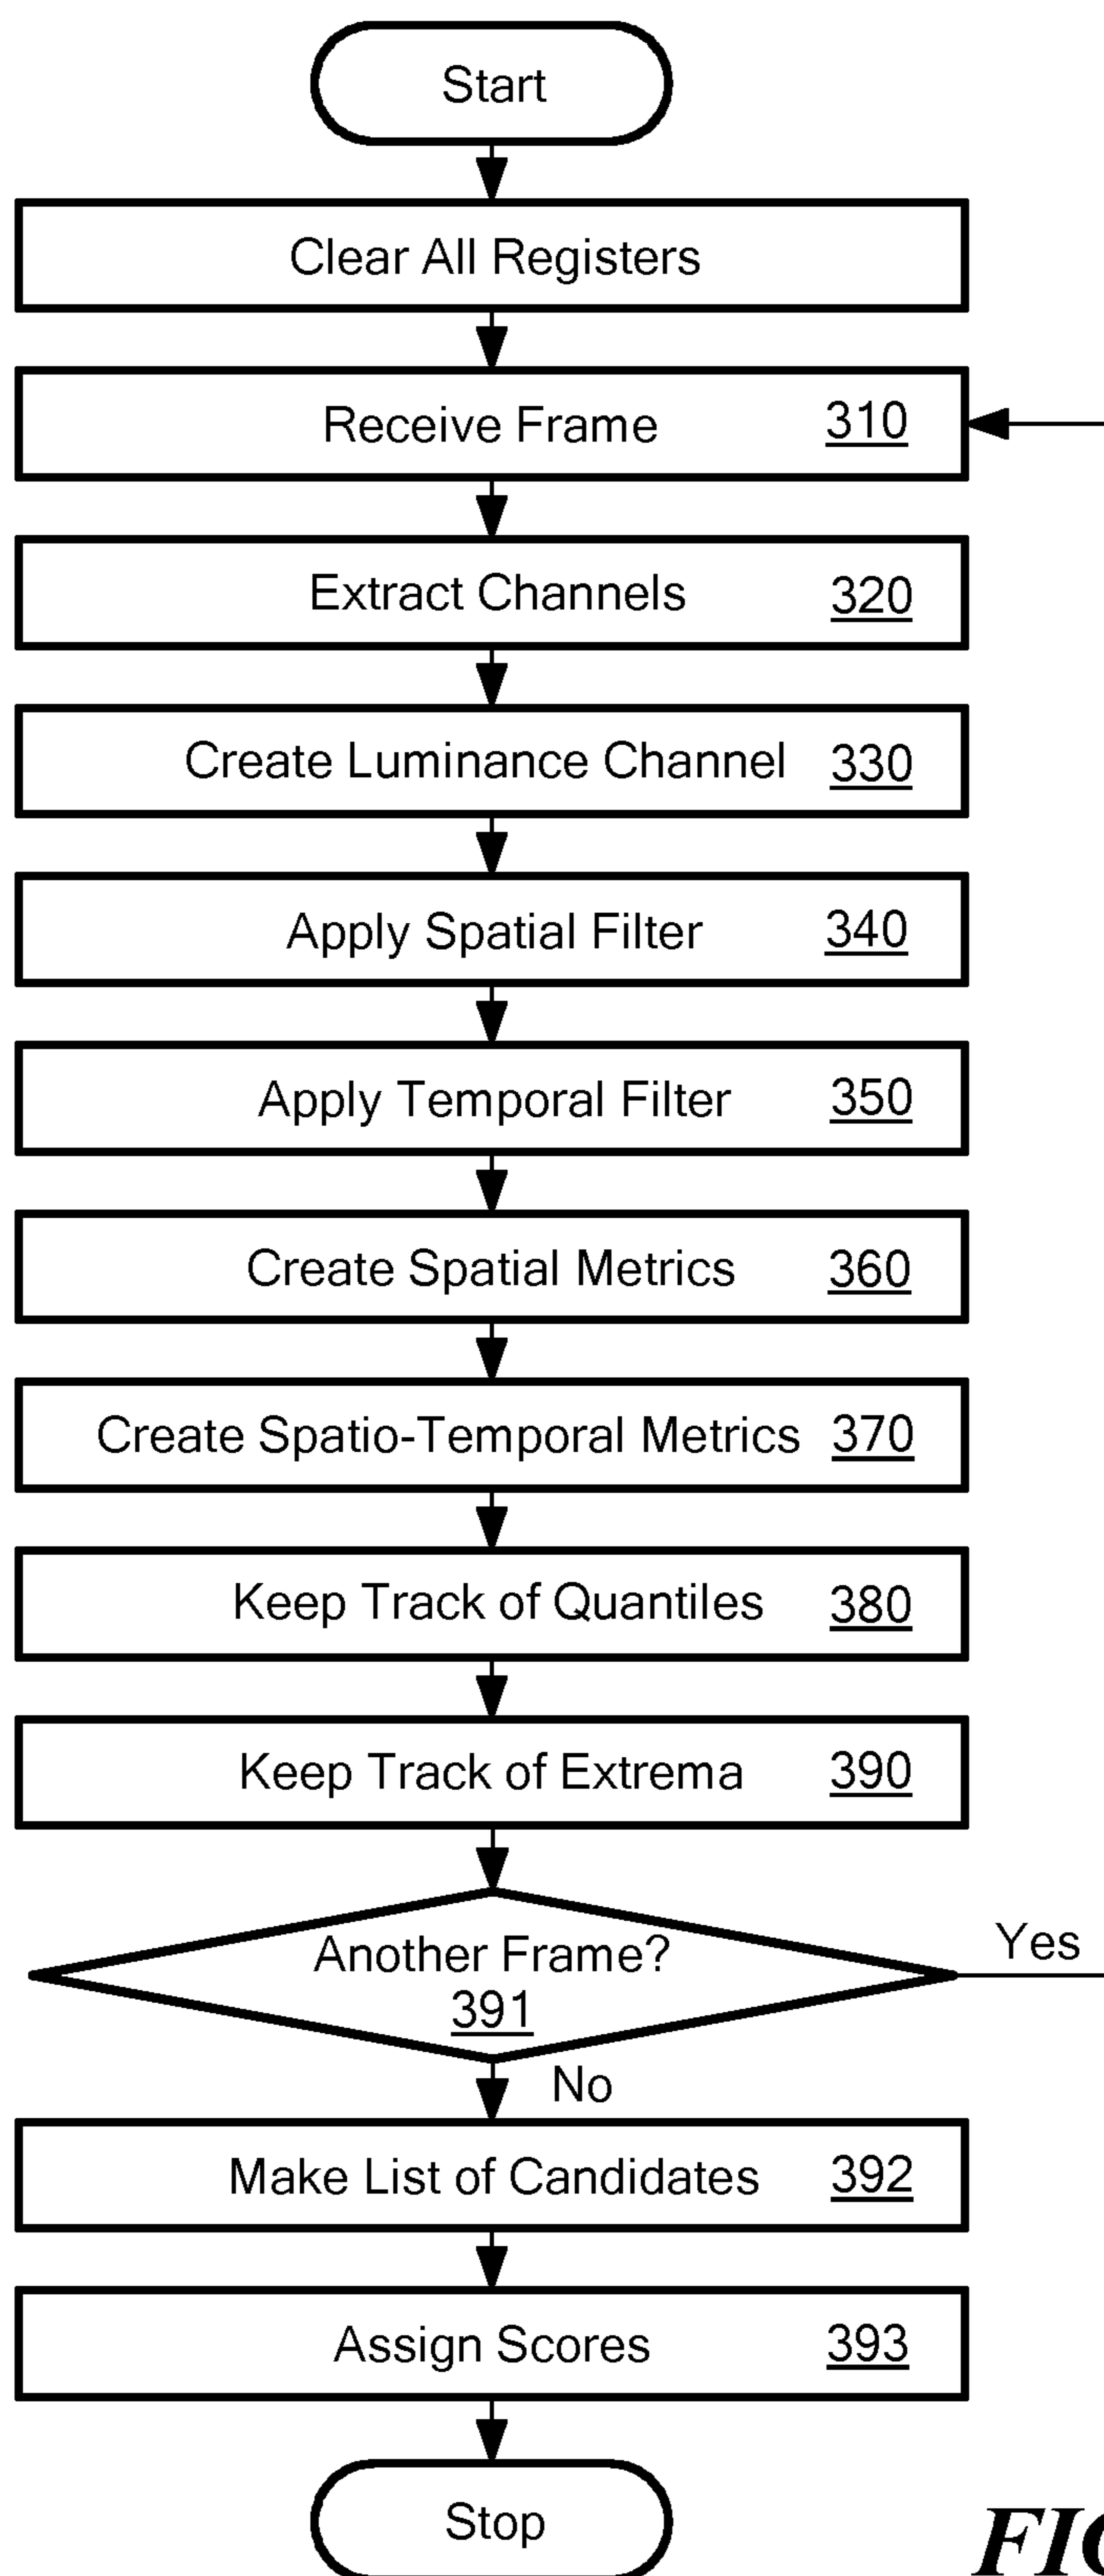 Start
Clear All Registers
Receive Frame 310
Extract Channels 320
Create Luminance Channel 330
Apply Spatial Filter 340
Apply Temporal Filter 350
Create Spatial Metrics 360
Create Spatio-Temporal Metrics 370
Keep Track of Quantiles 380
Keep Track of Extrema 390
Another Frame?
391
Yes
No
Make List of Candidates 392
Assign Scores 393
Stop